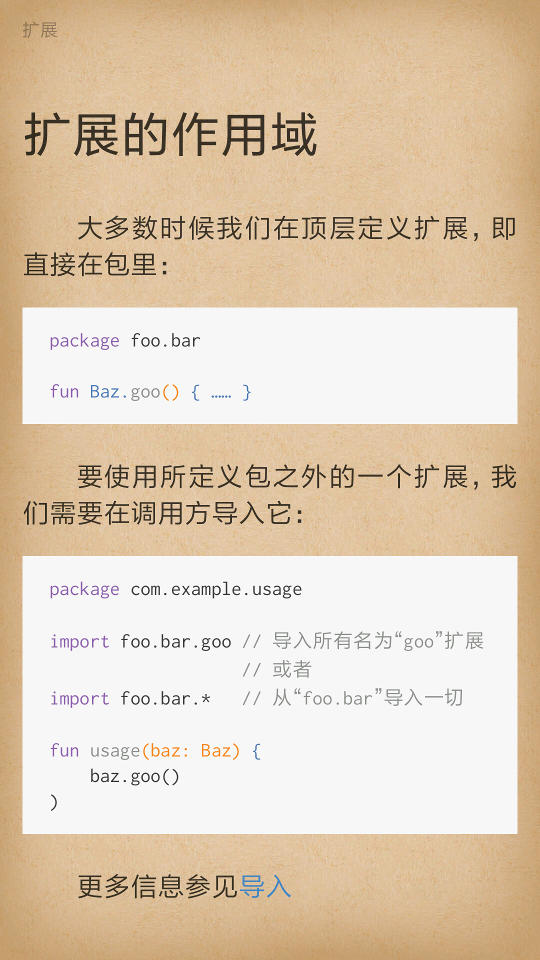 扩展
扩展的作用域
大多数时候我们在顶层定义扩展，即
直接在包里：
package foo.bar
fun Baz.goo() { …… }
要使用所定义包之外的一个扩展，我
们需要在调用方导入它：
package com.example.usage
import foo.bar.goo // 导入所有名为“goo”扩展
// 或者
import foo.bar.* // 从“foo.bar”导入一切
fun usage(baz: Baz) {
baz.goo()
)
更多信息参见导入